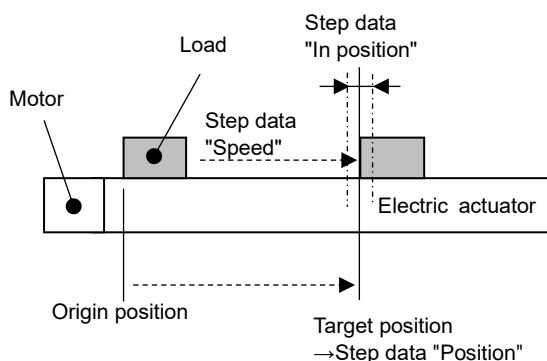 Step data
"In position"
Load
Motor
Step data
"Speed"
Electric actuator
Origin position
Target position
→Step data "Position"